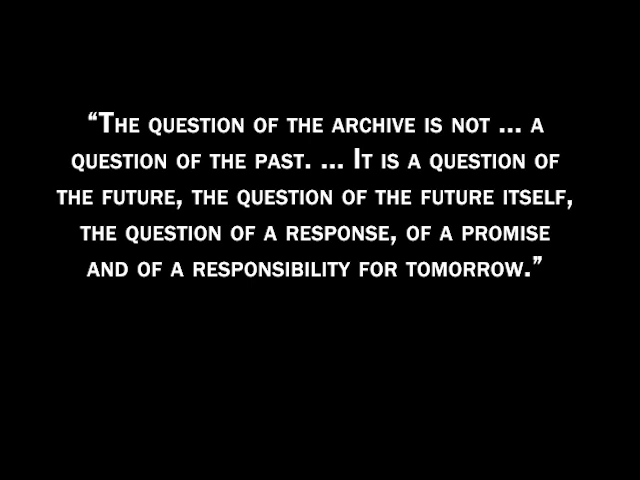 “The question of the archive is not ... a
question of the past. ... It is a question of
the future, the question of the future itself,
the question of a response, of a promise
and of a responsibility for tomorrow.”